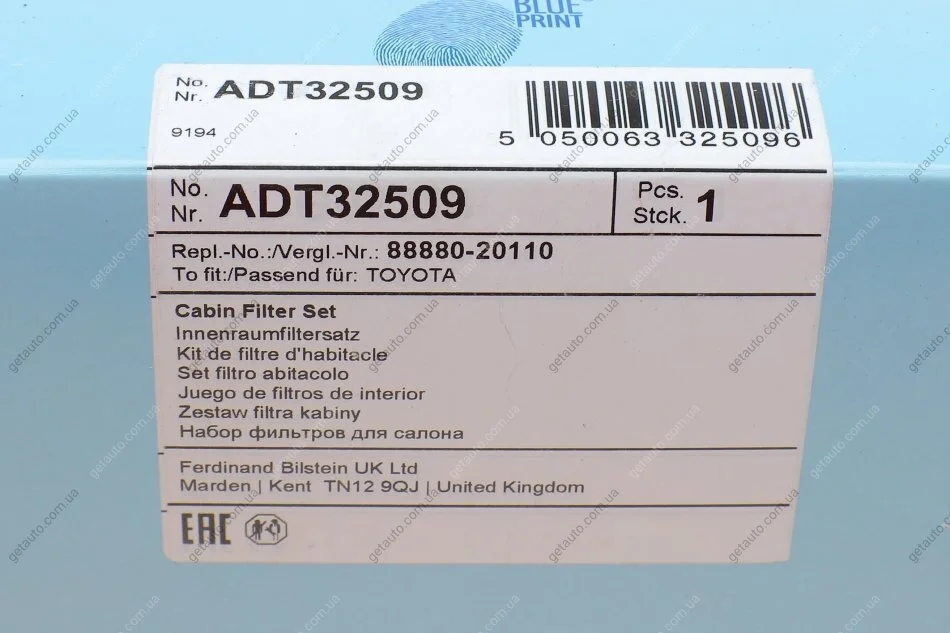 BLUE
PRINT
No.
Nr. ADT32509
9194
5 050063 325096
No.
Nr. ADT32509
Pcs.
Stck. 1
Repl.-No.:/Vergl.-Nr.: 88880-20110
To fit:/Passend für: TOYOTA
Cabin Filter Set
Innenraumfiltersatz
Kit de filtre d'habitacle
Set filtro abitacolo
Juego de filtros de interior
Zestaw filtra kabiny
Набор фильтров для салона
Ferdinand Bilstein UK Ltd
Marden | Kent TN12 9QJ | United Kingdom
EAC
getauto.com.ua